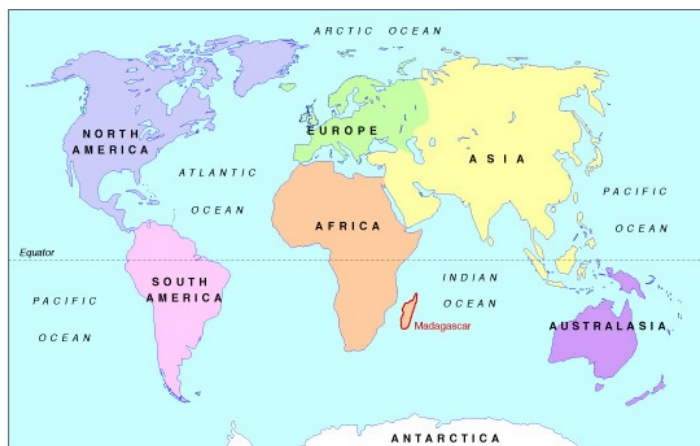 ARCTIC OCEAN
NORTH
AMERICA
EUROPE
ASIA
ATLANTIC
OCEAN
PACIFIC
OCEAN
AFRICA
Equator
SOUTH
AMERICA
INDIAN
OCEAN
PACIFIC
OCEAN
Madagascar
AUSTRALASIA
ANTARCTICA